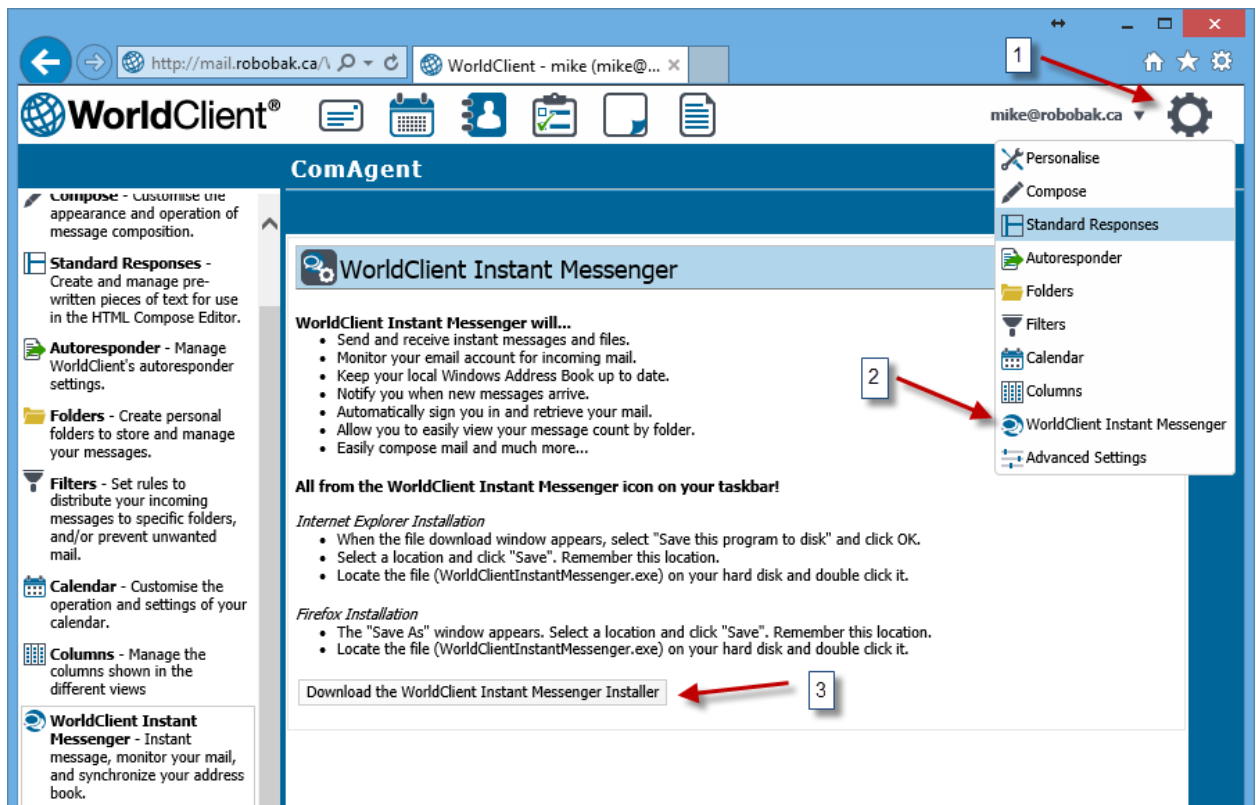 1
http://mail.robobak.ca/\
WorldClient - mike (mike@...
WorldClient®
mike@robobak.ca
ComAgent
Compose - Customise the
appearance and operation of
message composition.
Standard Responses -
Create and manage pre-
written pieces of text for use
in the HTML Compose Editor.
Autoresponder - Manage
WorldClient's autoresponder
settings.
Folders - Create personal
folders to store and manage
your messages.
Filters - Set rules to
distribute your incoming
messages to specific folders,
and/or prevent unwanted
mail.
Calendar - Customise the
operation and settings of your
calendar.
Columns - Manage the
columns shown in the
different views
WorldClient Instant
Messenger - Instant
message, monitor your mail,
and synchronize your address
book.
WorldClient Instant Messenger
WorldClient Instant Messenger will...
• Send and receive instant messages and files.
• Monitor your email account for incoming mail.
• Keep your local Windows Address Book up to date.
• Notify you when new messages arrive.
• Automatically sign you in and retrieve your mail.
• Allow you to easily view your message count by folder.
• Easily compose mail and much more...
All from the WorldClient Instant Messenger icon on your taskbar!
Internet Explorer Installation
• When the file download window appears, select "Save this program to disk" and click OK.
• Select a location and click "Save". Remember this location.
• Locate the file (WorldClientInstantMessenger.exe) on your hard disk and double click it.
Firefox Installation
• The "Save As" window appears. Select a location and click "Save". Remember this location.
• Locate the file (WorldClientInstantMessenger.exe) on your hard disk and double click it.
Download the WorldClient Instant Messenger Installer
3
Personalise
Compose
Standard Responses
Autoresponder
Folders
Filters
Calendar
2
Columns
WorldClient Instant Messenger
Advanced Settings